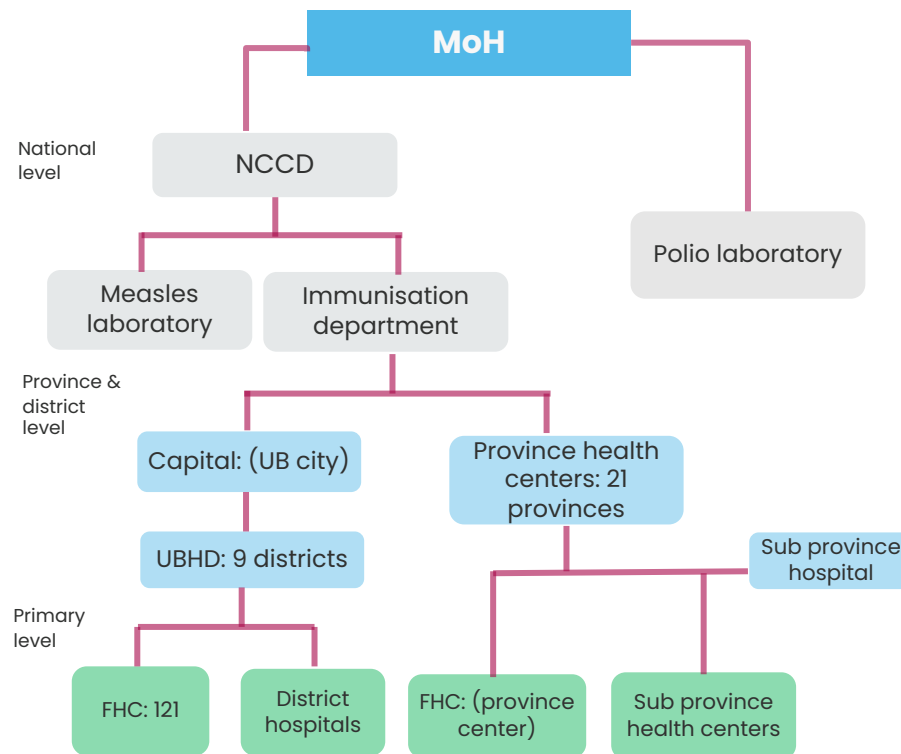 MoH
National
level
NCCD
Polio laboratory
Measles
laboratory
Immunisation
department
Province &
district
level
Capital: (UB city)
Province health
centers: 21
provinces
UBHD: 9 districts
Sub province
hospital
Primary
level
FHC: 121
District
hospitals
FHC: (province
center)
Sub province
health centers